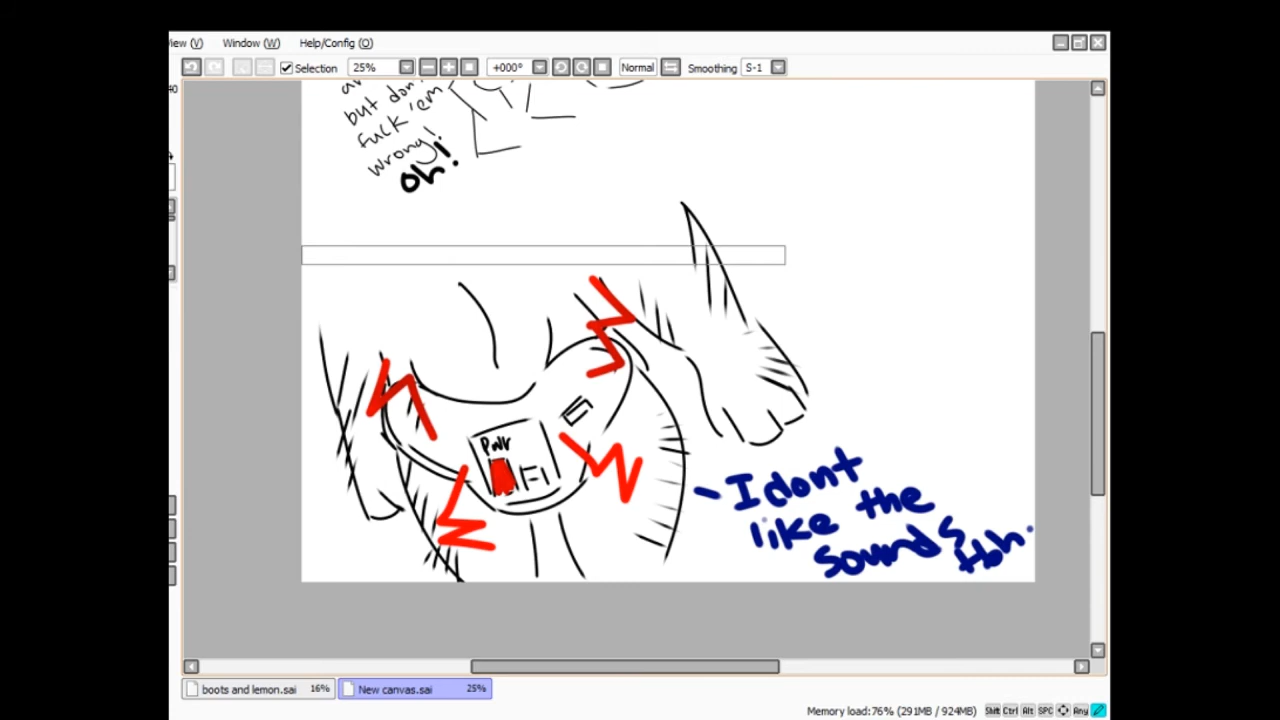 View (V) Window (W) Help/Config (O)
Selection 25% +000° Normal Smoothing S-1
but don't
fuck 'em
wrong!
oh!
PWR
- I dont
like the
sounds
tbh.
boots and lemon.sai 16% New canvas.sai 25%
Memory load: 76% (291MB / 924MB) Shift Ctrl Alt SPC Any